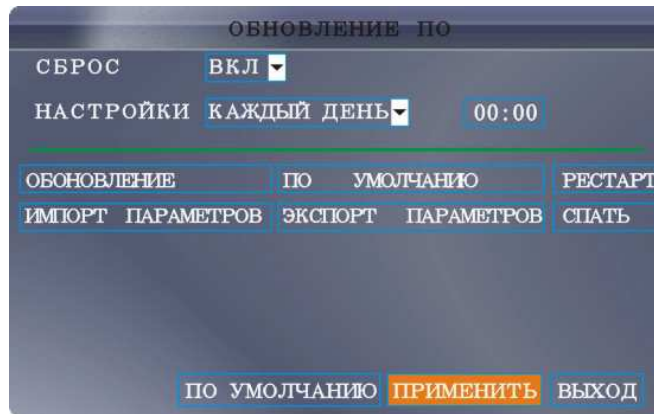 ОБНОВЛЕНИЕ ПО
СБРОС ВКЛ
НАСТРОЙКИ КАЖДЫЙ ДЕНЬ 00:00
ОБОНОВЛЕНИЕ ПО УМОЛЧАНИЮ РЕСТАРТ
ИМПОРТ ПАРАМЕТРОВ ЭКСПОРТ ПАРАМЕТРОВ СПАТЬ
ПО УМОЛЧАНИЮ ПРИМЕНИТЬ ВЫХОД